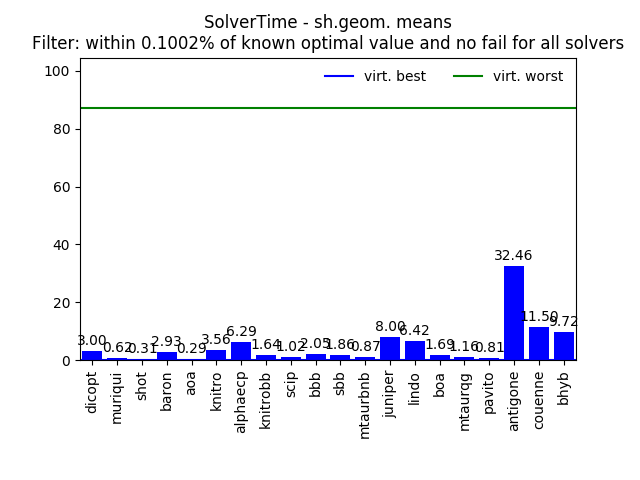 SolverTime - sh.geom. means
Filter: within 0.1002% of known optimal value and no fail for all solvers
virt. best
virt. worst
100
80
60
40
20
0
3.00
0.62
0.31
2.93
0.29
3.56
6.29
1.64
1.02
2.05
1.86
0.87
8.00
6.42
1.69
1.16
0.81
32.46
11.50
9.72
dicopt
muriqui
shot
baron
aoa
knitro
alphaecp
knitrobb
scip
bbb
sbb
mtaurbnb
juniper
lindo
boa
mtaurqg
pavito
antigone
couenne
bhyb